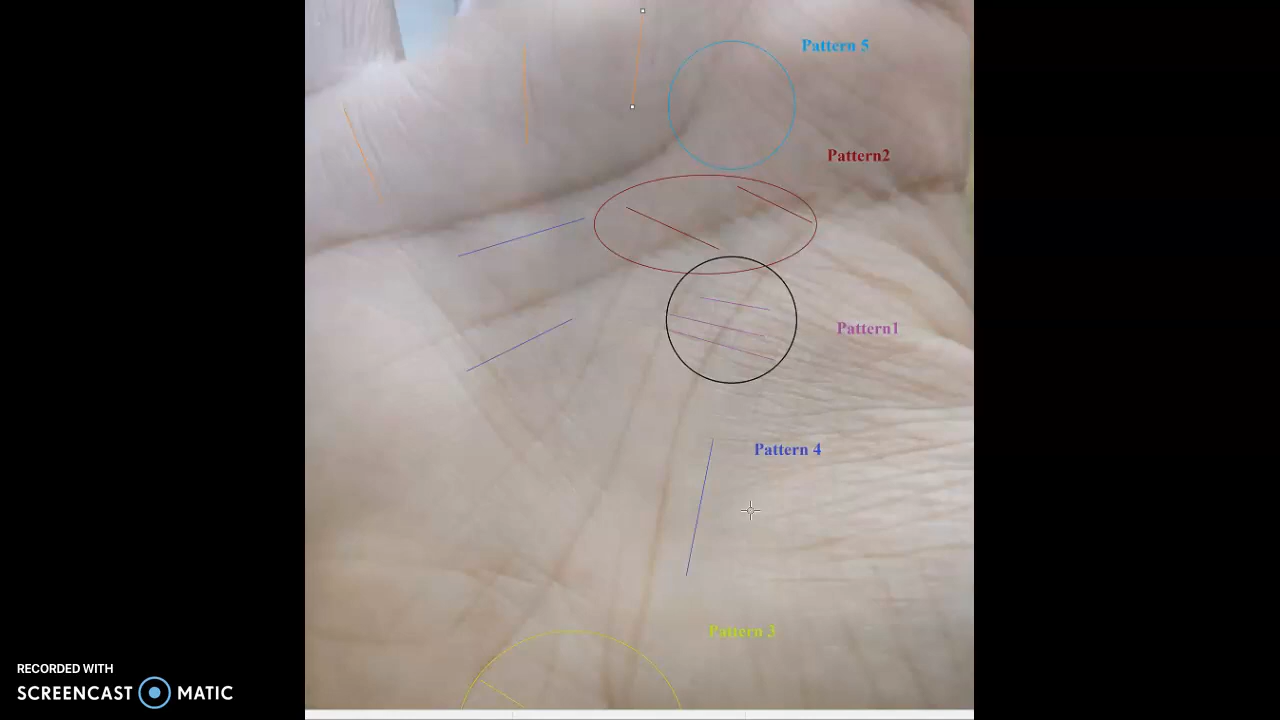 Pattern 5
Pattern2
Pattern1
Pattern 4
Pattern 3
RECORDED WITH
SCREENCAST MATIC